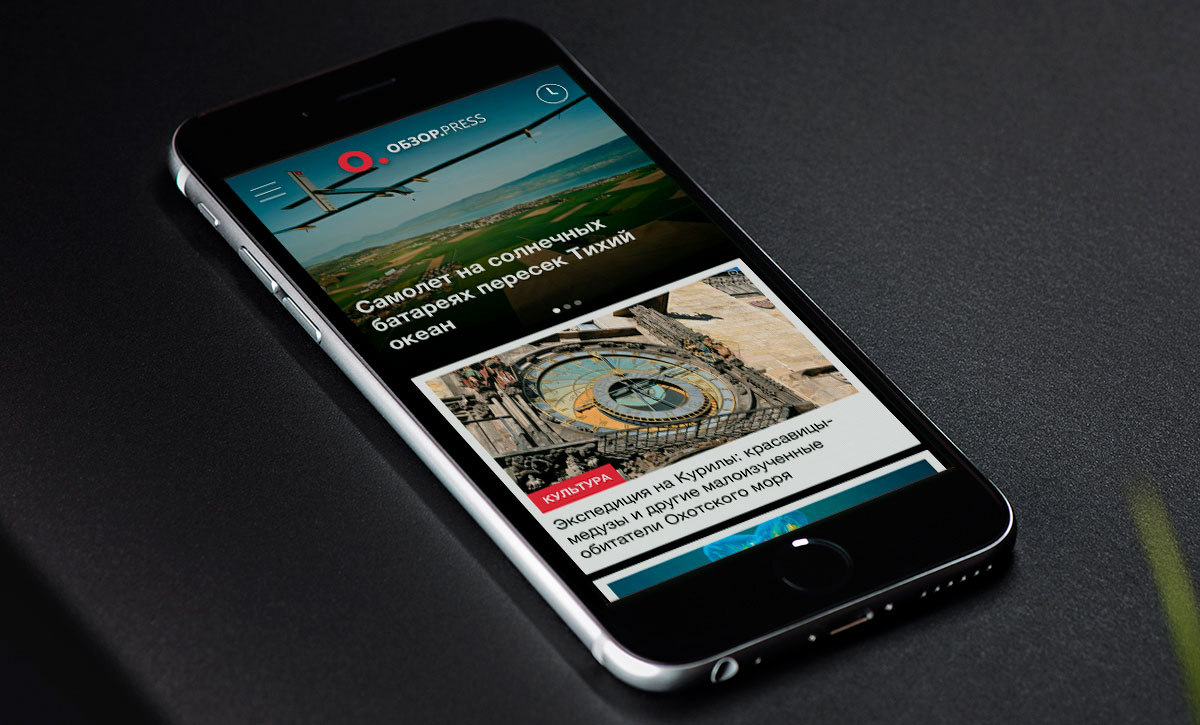 О. ОБЗОР.PRESS
Самолет на солнечных
батареях пересек Тихий
океан
КУЛЬТУРА
Экспедиция на Курилы: красавицы-
медузы и другие малоизученные
обитатели Охотского моря